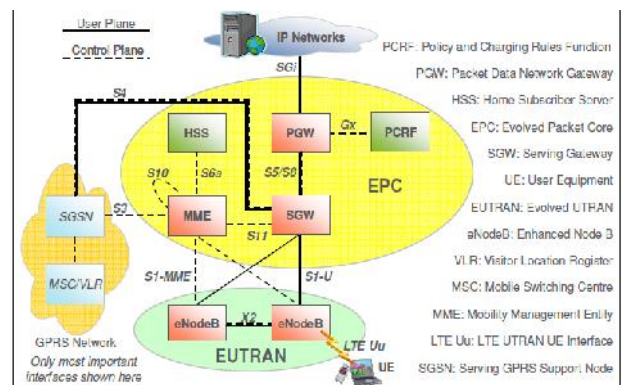 User Plane
Control Plane
IP Networks
SGi
S4
HSS
PGW
Gx
PCRF
S10
S6a
S5/S8
EPC
SGSN
S3
MME
S11
SGW
MSC/VLR
S1-MME
S1-U
GPRS Network
Only most important
interfaces shown here
eNodeB
X2
eNodeB
EUTRAN
LTE Uu
UE
PCRF: Policy and Charging Rules Function
PGW: Packet Data Network Gateway
HSS: Home Subscriber Server
EPC: Evolved Packet Core
SGW: Serving Gateway
UE: User Equipment
EUTRAN: Evolved UTRAN
eNodeB: Enhanced Node B
VLR: Visitor Location Register
MSC: Mobile Switching Centre
MME: Mobility Management Entity
LTE Uu: LTE UTRAN UE Interface
SGSN: Serving GPRS Support Node